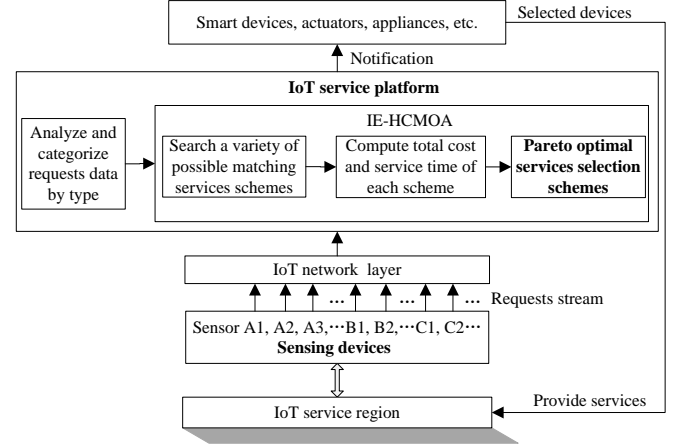 Smart devices, actuators, appliances, etc.
Selected devices
Notification
IoT service platform
IE-HCMOA
Analyze and
categorize
requests data
by type
Search a variety of
possible matching
services schemes
Compute total cost
and service time of
each scheme
Pareto optimal
services selection
schemes
IoT network layer
... ... ... Requests stream
Sensor A1, A2, A3,···B1, B2,···C1, C2···
Sensing devices
Provide services
IoT service region